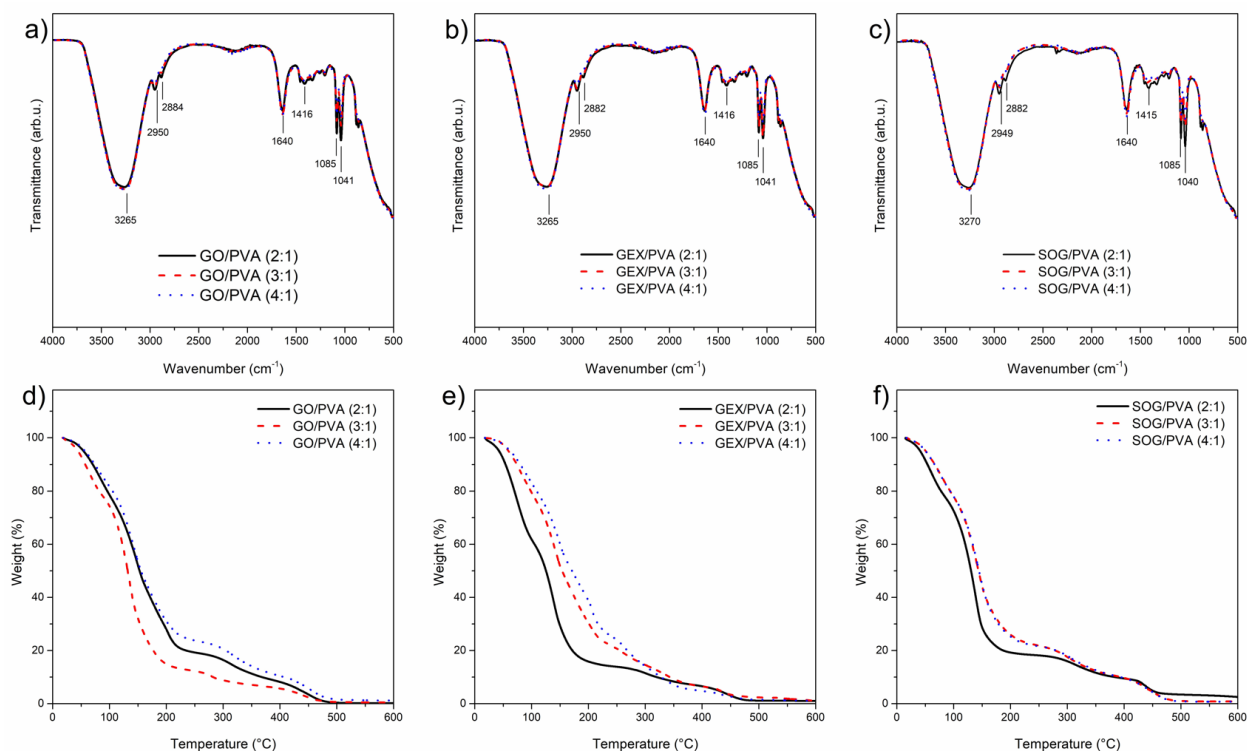 a)
Transmittance (arb.u.)
2884
2950
1416
1640
1085
1041
3265
GO/PVA (2:1)
GO/PVA (3:1)
GO/PVA (4:1)
4000 3500 3000 2500 2000 1500 1000 500
Wavenumber (cm⁻¹)
b)
Transmittance (arb.u.)
2882
2950
1416
1640
1085
1041
3265
GEX/PVA (2:1)
GEX/PVA (3:1)
GEX/PVA (4:1)
4000 3500 3000 2500 2000 1500 1000 500
Wavenumber (cm⁻¹)
c)
Transmittance (arb.u.)
2882
2949
1415
1640
1085
1040
3270
SOG/PVA (2:1)
SOG/PVA (3:1)
SOG/PVA (4:1)
4000 3500 3000 2500 2000 1500 1000 500
Wavenumber (cm⁻¹)
d)
GO/PVA (2:1)
GO/PVA (3:1)
GO/PVA (4:1)
Weight (%)
100
80
60
40
20
0
0 100 200 300 400 500 600
Temperature (°C)
e)
GEX/PVA (2:1)
GEX/PVA (3:1)
GEX/PVA (4:1)
Weight (%)
100
80
60
40
20
0
0 100 200 300 400 500 600
Temperature (°C)
f)
SOG/PVA (2:1)
SOG/PVA (3:1)
SOG/PVA (4:1)
Weight (%)
100
80
60
40
20
0
0 100 200 300 400 500 600
Temperature (°C)